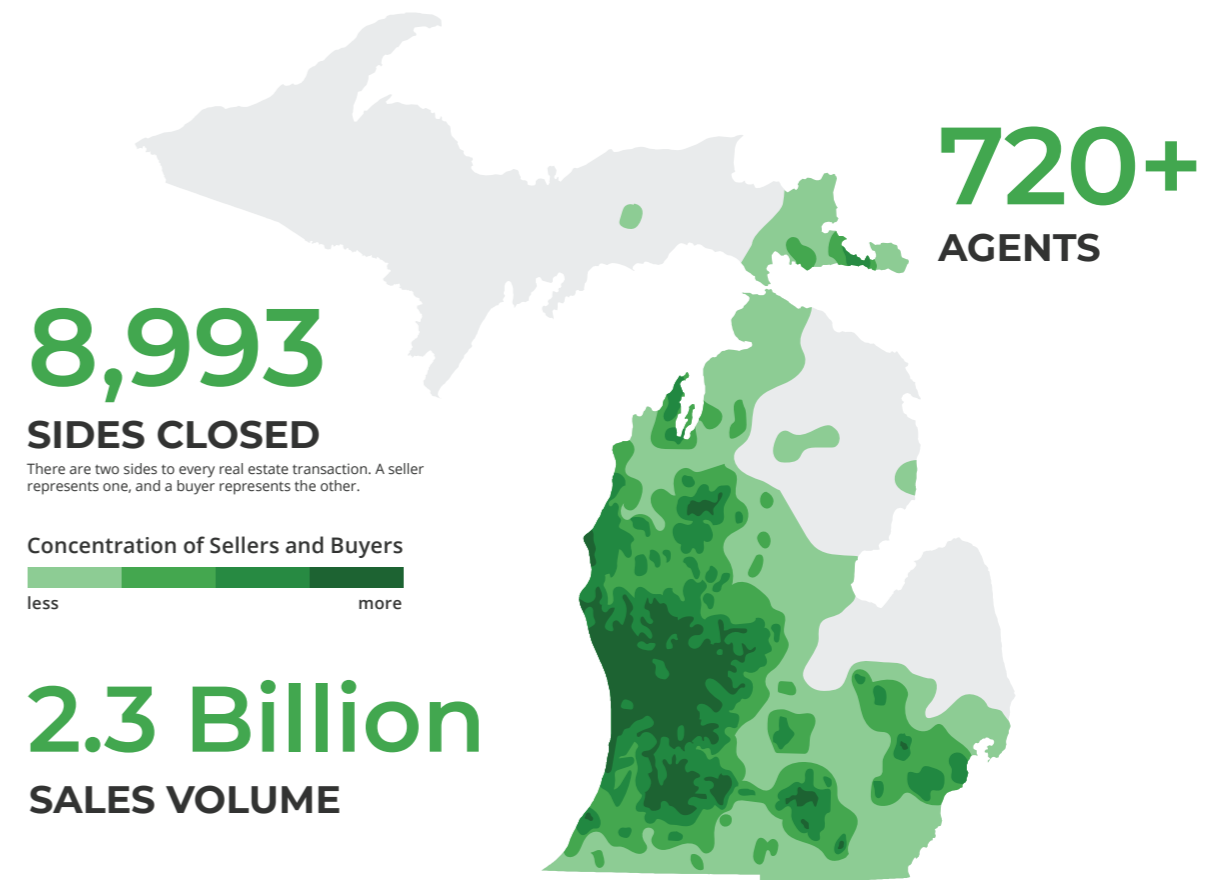 720+
AGENTS
8,993
SIDES CLOSED
There are two sides to every real estate transaction. A seller
represents one, and a buyer represents the other.
Concentration of Sellers and Buyers
less more
2.3 Billion
SALES VOLUME